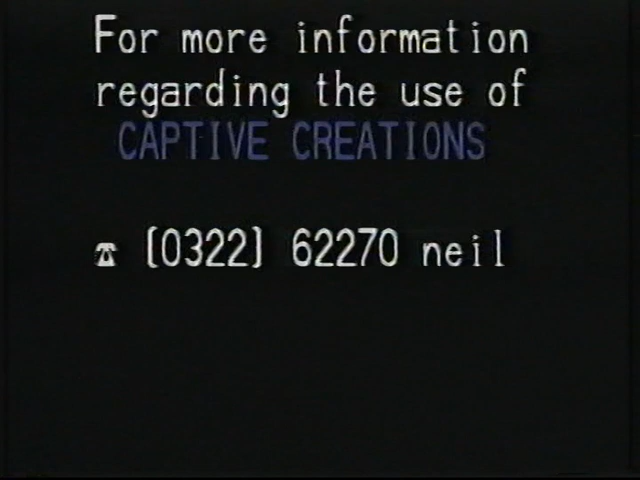 For more information
regarding the use of
CAPTIVE CREATIONS
☎ (0322) 62270 neil